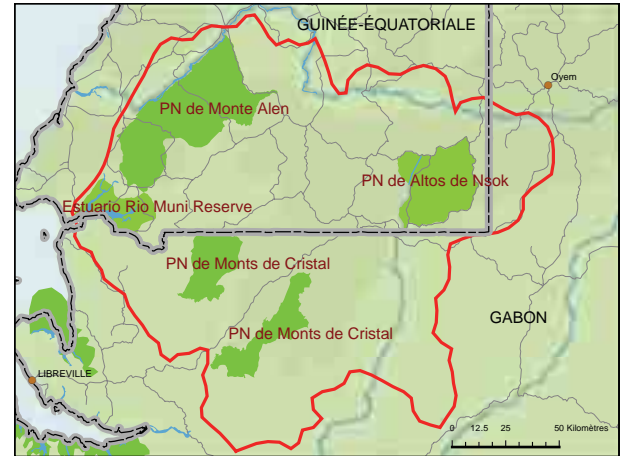 GUINÉE-ÉQUATORIALE
Oyem
PN de Monte Alen
PN de Altos de Nsok
Estuario Rio Muni Reserve
PN de Monts de Cristal
PN de Monts de Cristal
GABON
LIBREVILLE
0 12.5 25 50 Kilomètres